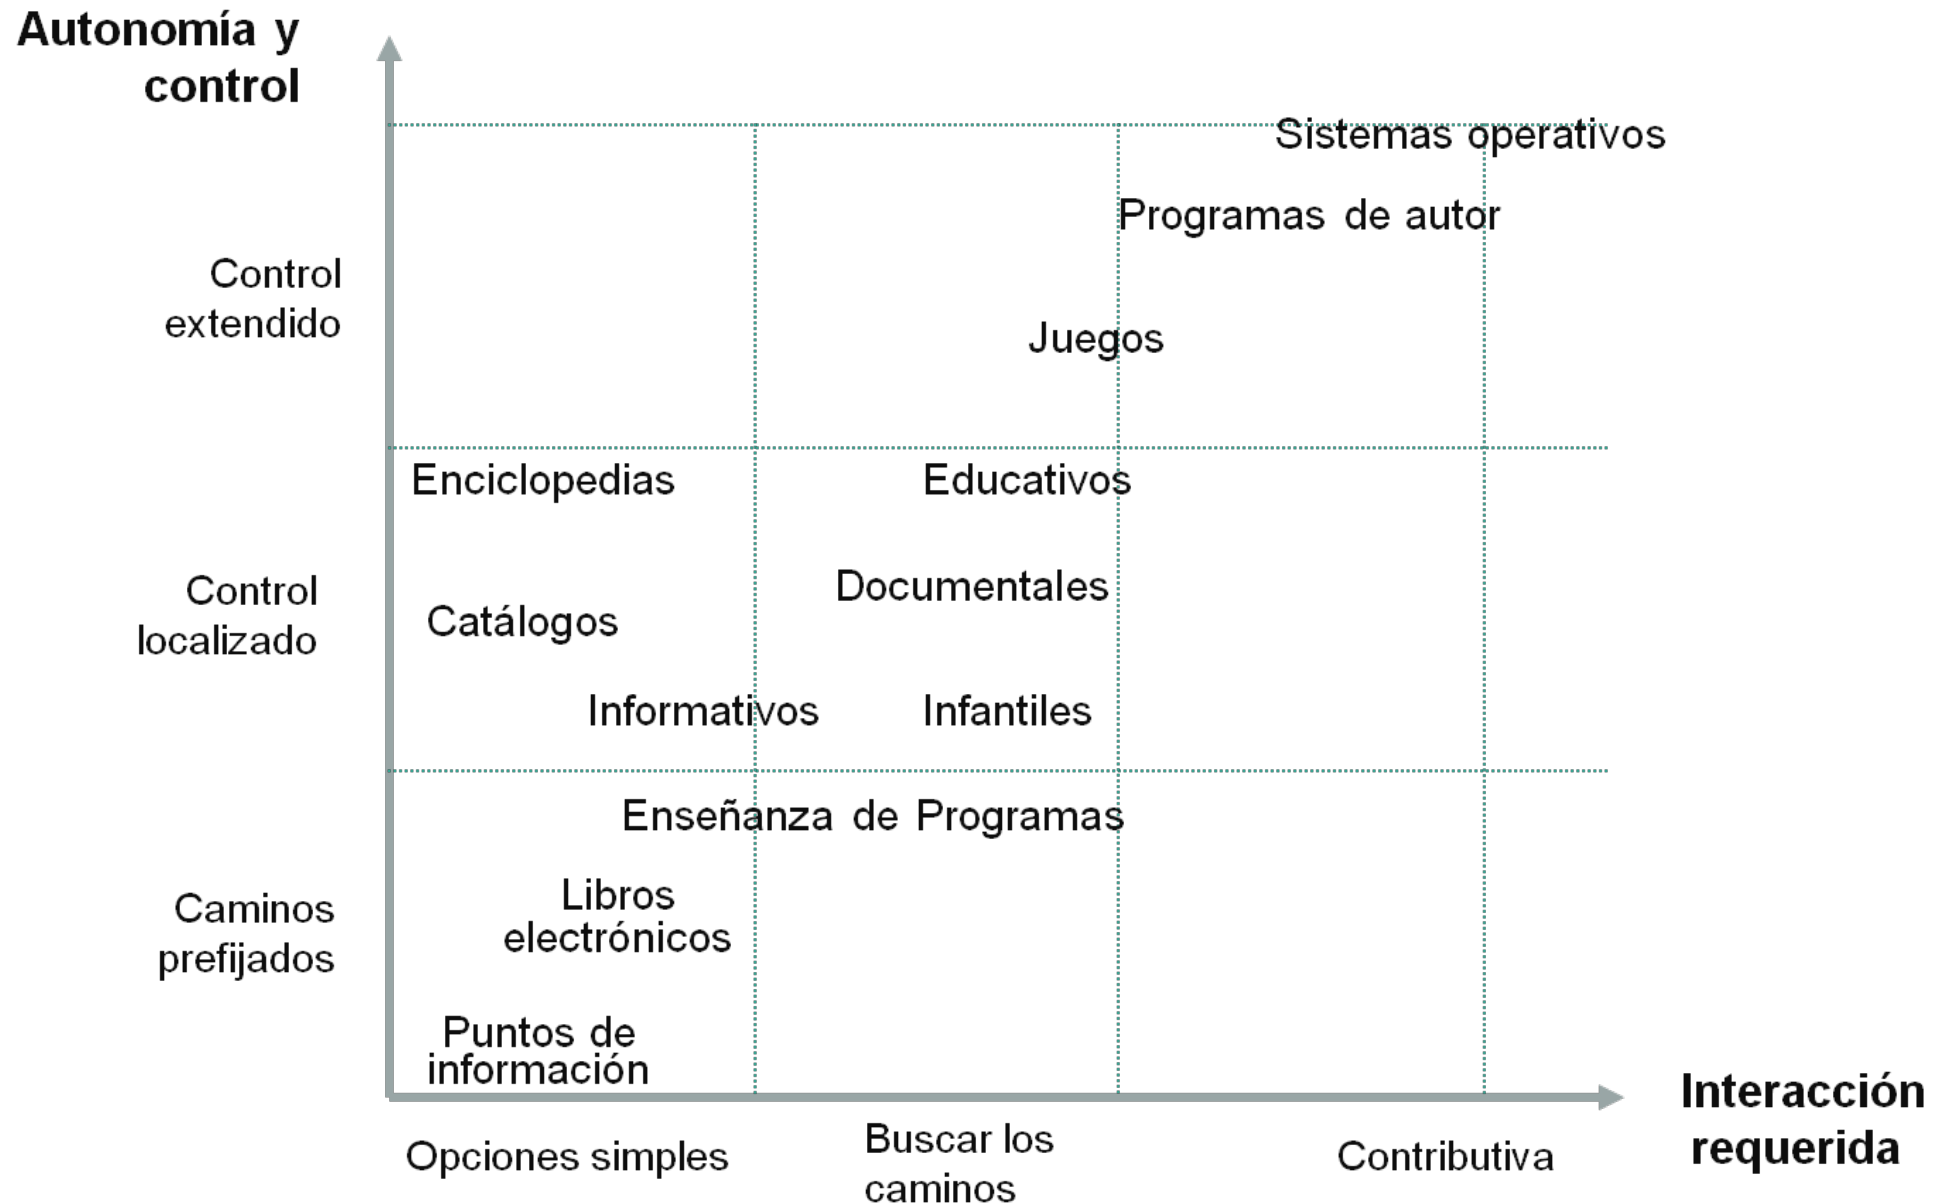 Autonomía y
control
Sistemas operativos
Programas de autor
Control
extendido
Juegos
Enciclopedias
Educativos
Control
localizado
Documentales
Catálogos
Informativos
Infantiles
Enseñanza de Programas
Caminos
prefijados
Libros
electrónicos
Puntos de
información
Interacción
requerida
Opciones simples
Buscar los
caminos
Contributiva